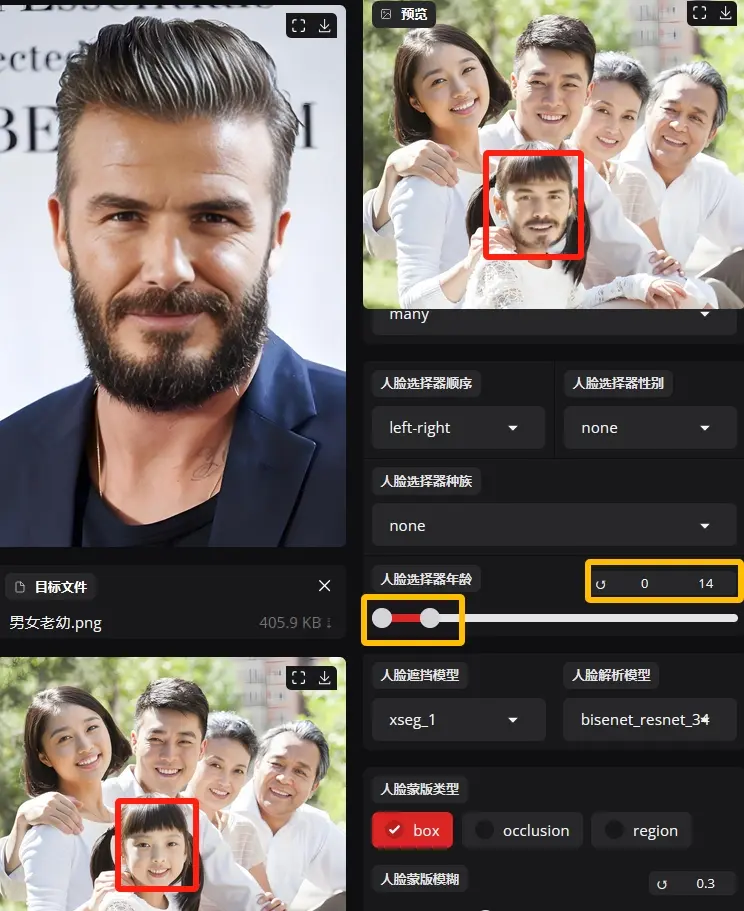 预览
many
人脸选择器顺序
人脸选择器性别
left-right
none
人脸选择器种族
none
人脸选择器年龄
0
14
目标文件
男女老幼.png
405.9 KB ↓
人脸遮挡模型
人脸解析模型
xseg_1
bisenet_resnet_34
人脸蒙版类型
box
occlusion
region
人脸蒙版模糊
0.3